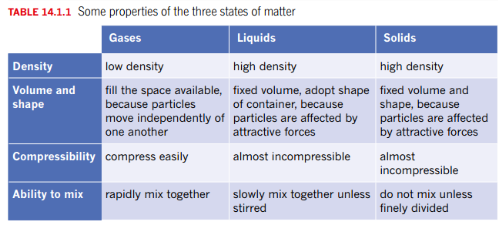 TABLE 14.1.1 Some properties of the three states of matter
Gases Liquids Solids
Density low density high density high density
Volume and shape fill the space available, because particles move independently of one another fixed volume, adopt shape of container, because particles are affected by attractive forces fixed volume and shape, because particles are affected by attractive forces
Compressibility compress easily almost incompressible almost incompressible
Ability to mix rapidly mix together slowly mix together unless stirred do not mix unless finely divided